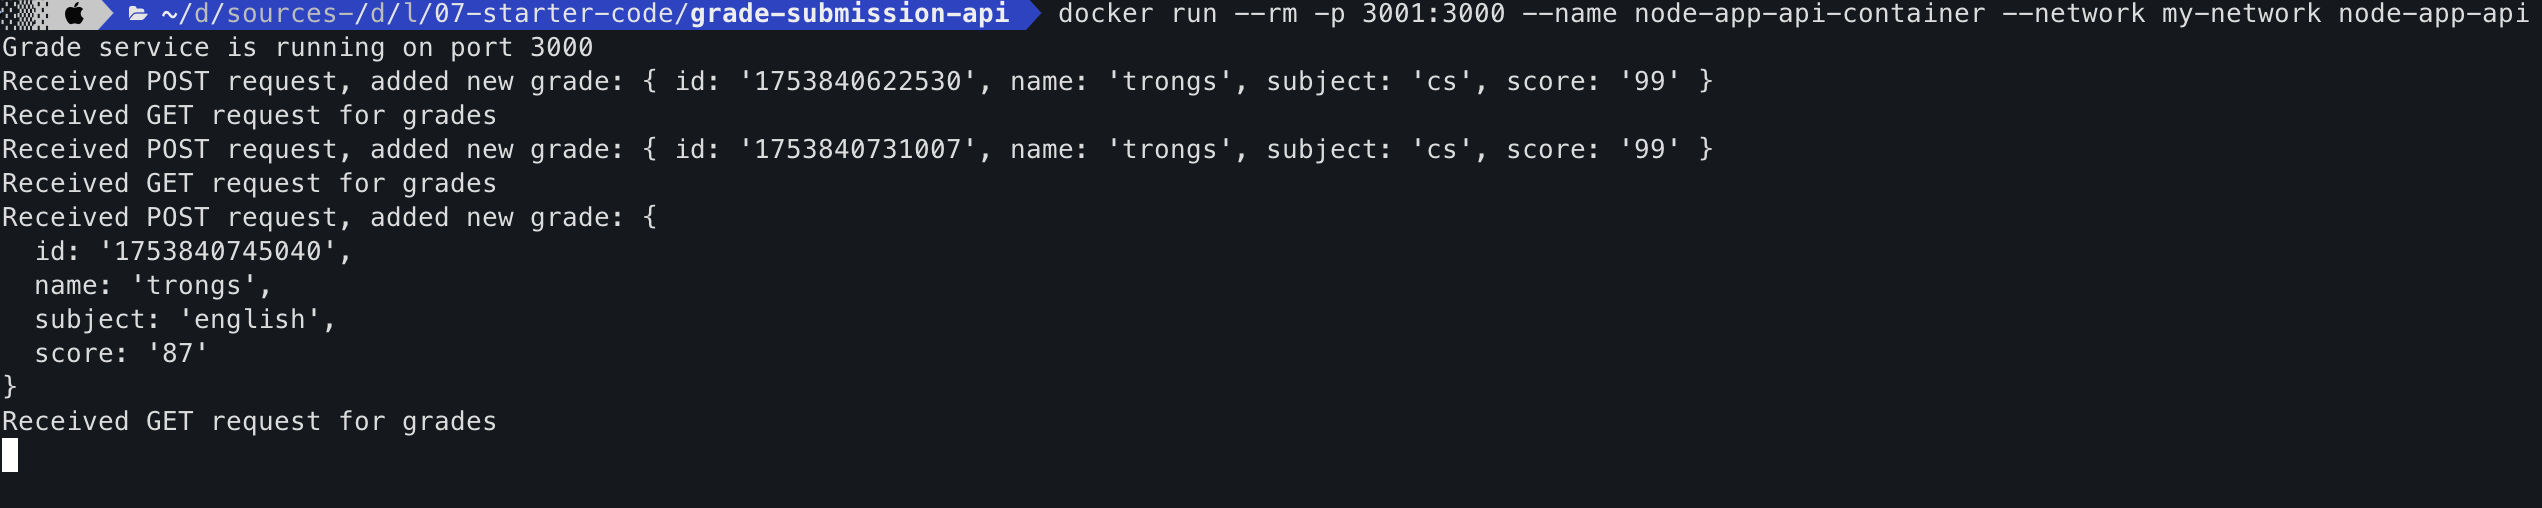 ~/d/sources-/d/l/07-starter-code/grade-submission-api docker run --rm -p 3001:3000 --name node-app-api-container --network my-network node-app-api
Grade service is running on port 3000
Received POST request, added new grade: { id: '1753840622530', name: 'trongs', subject: 'cs', score: '99' }
Received GET request for grades
Received POST request, added new grade: { id: '1753840731007', name: 'trongs', subject: 'cs', score: '99' }
Received GET request for grades
Received POST request, added new grade: {
  id: '1753840745040',
  name: 'trongs',
  subject: 'english',
  score: '87'
}
Received GET request for grades